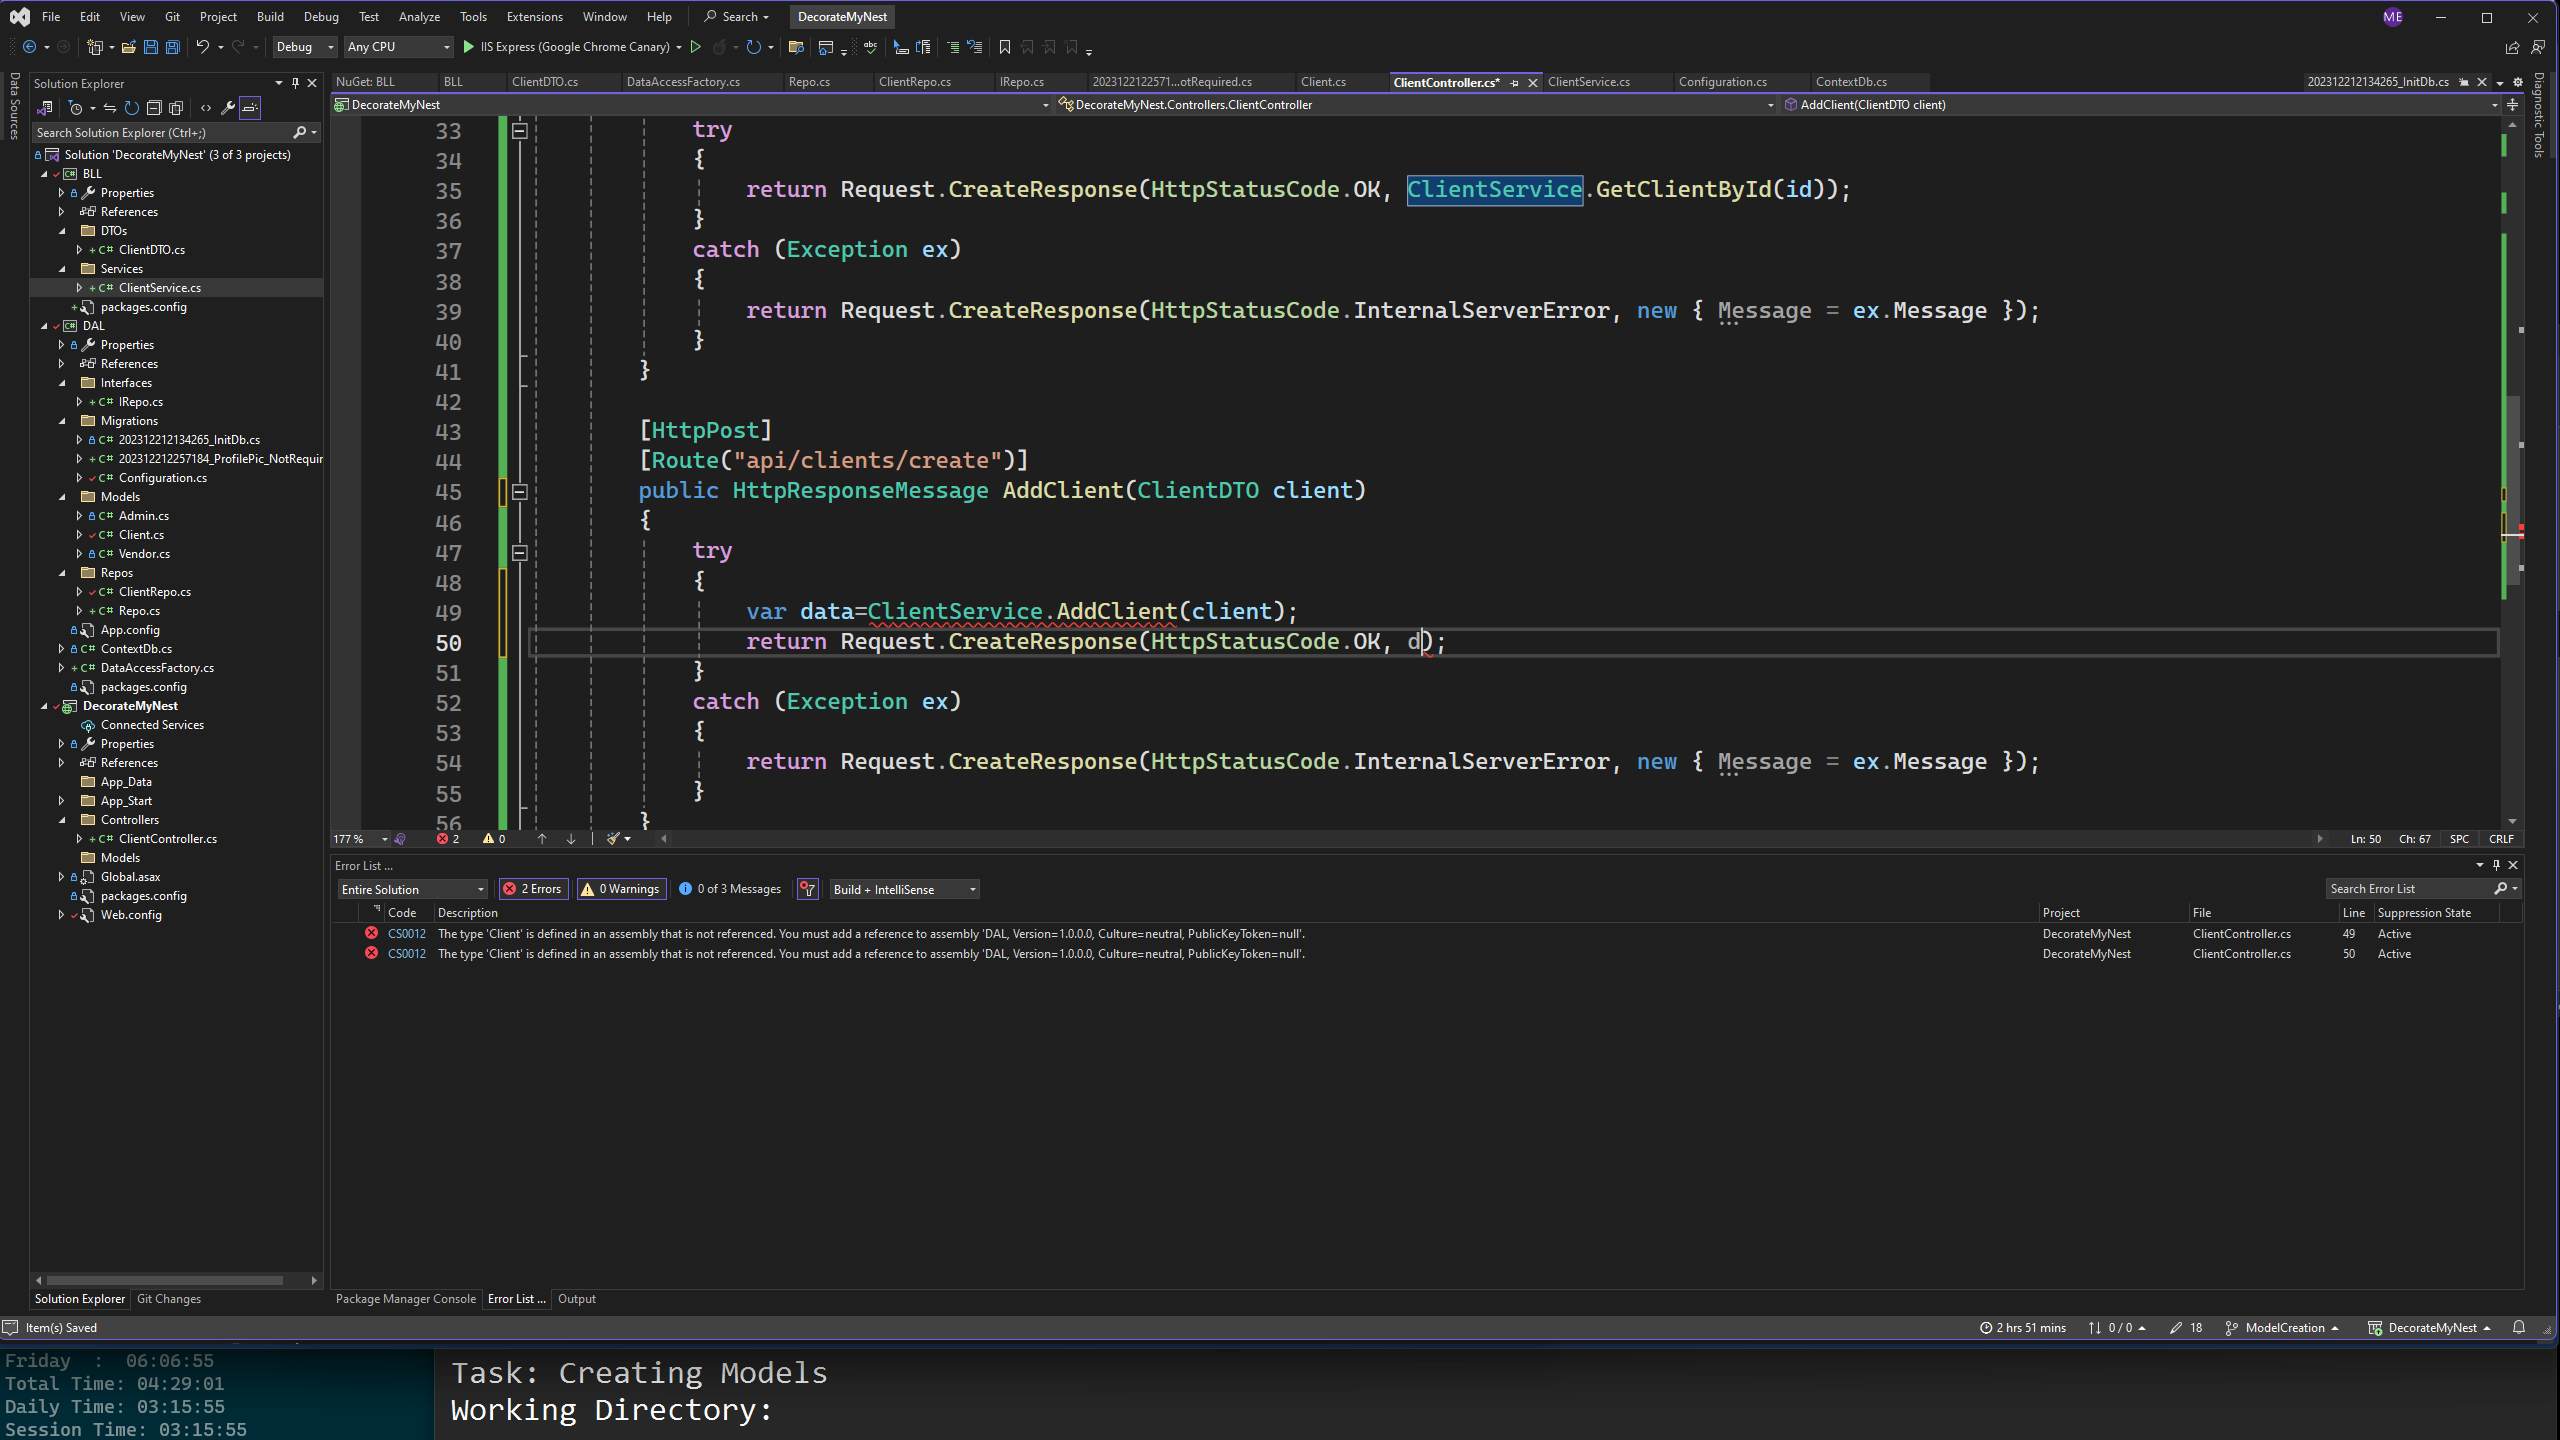 File Edit View Git Project Build Debug Test Analyze Tools Extensions Window Help Search DecorateMyNest ME
Debug Any CPU IIS Express (Google Chrome Canary)
Data Sources
Solution Explorer
Search Solution Explorer (Ctrl+;)
Solution 'DecorateMyNest' (3 of 3 projects)
BLL
Properties
References
DTOs
C# ClientDTO.cs
Services
C# ClientService.cs
packages.config
DAL
Properties
References
Interfaces
C# IRepo.cs
Migrations
C# 202312212134265_InitDb.cs
C# 202312212257184_ProfilePic_NotRequir
C# Configuration.cs
Models
C# Admin.cs
C# Client.cs
C# Vendor.cs
Repos
C# ClientRepo.cs
C# Repo.cs
App.config
C# ContextDb.cs
C# DataAccessFactory.cs
packages.config
DecorateMyNest
Connected Services
Properties
References
App_Data
App_Start
Controllers
C# ClientController.cs
Models
Global.asax
packages.config
Web.config
Solution Explorer Git Changes
NuGet: BLL BLL ClientDTO.cs DataAccessFactory.cs Repo.cs ClientRepo.cs IRepo.cs 2023122122571...otRequired.cs Client.cs ClientController.cs* ClientService.cs Configuration.cs ContextDb.cs 202312212134265_InitDb.cs
DecorateMyNest DecorateMyNest.Controllers.ClientController AddClient(ClientDTO client)
Diagnostic Tools
33 try
34 {
35 return Request.CreateResponse(HttpStatusCode.OK, ClientService.GetClientById(id));
36 }
37 catch (Exception ex)
38 {
39 return Request.CreateResponse(HttpStatusCode.InternalServerError, new { Message = ex.Message });
40 }
41 }
42
43 [HttpPost]
44 [Route("api/clients/create")]
45 public HttpResponseMessage AddClient(ClientDTO client)
46 {
47 try
48 {
49 var data=ClientService.AddClient(client);
50 return Request.CreateResponse(HttpStatusCode.OK, d);
51 }
52 catch (Exception ex)
53 {
54 return Request.CreateResponse(HttpStatusCode.InternalServerError, new { Message = ex.Message });
55 }
56 }
177 % 2 0 Ln: 50 Ch: 67 SPC CRLF
Error List ...
Entire Solution 2 Errors 0 Warnings 0 of 3 Messages Build + IntelliSense Search Error List
Code Description Project File Line Suppression State
CS0012 The type 'Client' is defined in an assembly that is not referenced. You must add a reference to assembly 'DAL, Version=1.0.0.0, Culture=neutral, PublicKeyToken=null'. DecorateMyNest ClientController.cs 49 Active
CS0012 The type 'Client' is defined in an assembly that is not referenced. You must add a reference to assembly 'DAL, Version=1.0.0.0, Culture=neutral, PublicKeyToken=null'. DecorateMyNest ClientController.cs 50 Active
Package Manager Console Error List ... Output
Item(s) Saved 2 hrs 51 mins 0 / 0 18 ModelCreation DecorateMyNest
Friday : 06:06:55
Total Time: 04:29:01
Daily Time: 03:15:55
Session Time: 03:15:55
Task: Creating Models
Working Directory: